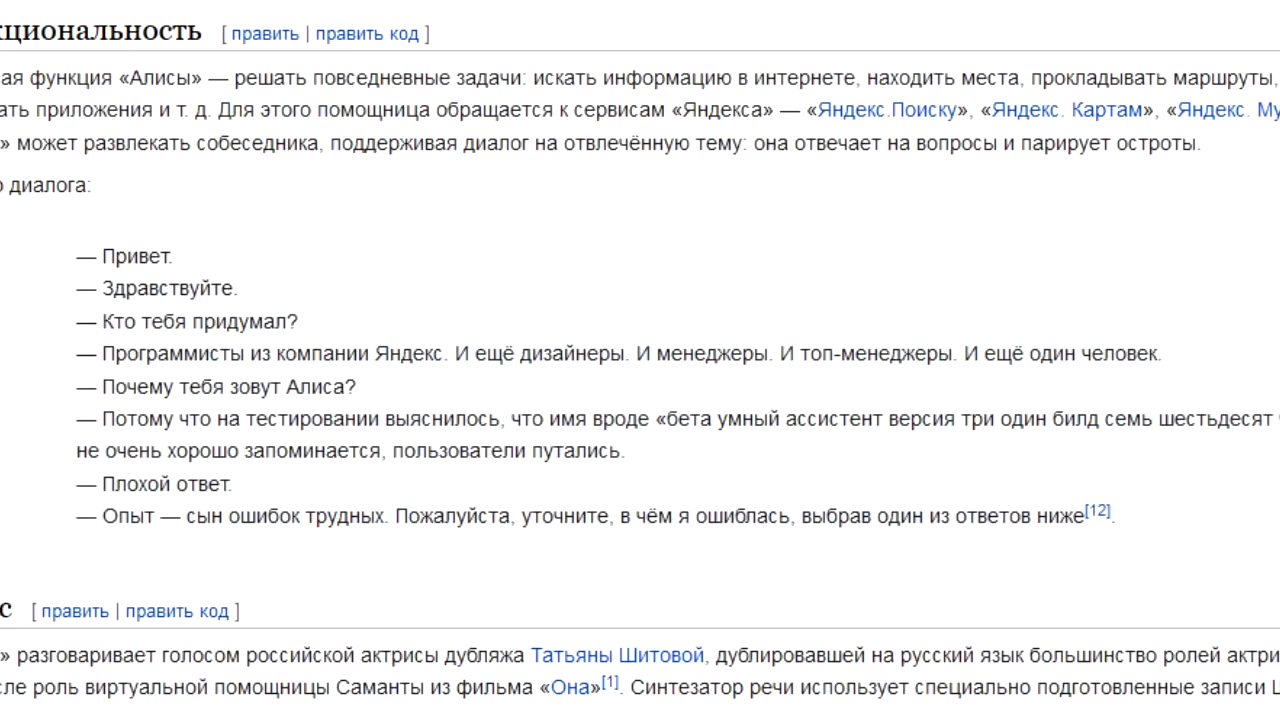 кциональность [ править | править код ]
ая функция «Алисы» — решать повседневные задачи: искать информацию в интернете, находить места, прокладывать маршруты,
ать приложения и т. д. Для этого помощница обращается к сервисам «Яндекса» — «Яндекс.Поиску», «Яндекс. Картам», «Яндекс. Му
» может развлекать собеседника, поддерживая диалог на отвлечённую тему: она отвечает на вопросы и парирует остроты.
о диалога:
— Привет.
— Здравствуйте.
— Кто тебя придумал?
— Программисты из компании Яндекс. И ещё дизайнеры. И менеджеры. И топ-менеджеры. И ещё один человек.
— Почему тебя зовут Алиса?
— Потому что на тестировании выяснилось, что имя вроде «бета умный ассистент версия три один билд семь шестьдесят
не очень хорошо запоминается, пользователи путались.
— Плохой ответ.
— Опыт — сын ошибок трудных. Пожалуйста, уточните, в чём я ошиблась, выбрав один из ответов ниже[12].
с [ править | править код ]
» разговаривает голосом российской актрисы дубляжа Татьяны Шитовой, дублировавшей на русский язык большинство ролей актри
сле роль виртуальной помощницы Саманты из фильма «Она»[1]. Синтезатор речи использует специально подготовленные записи